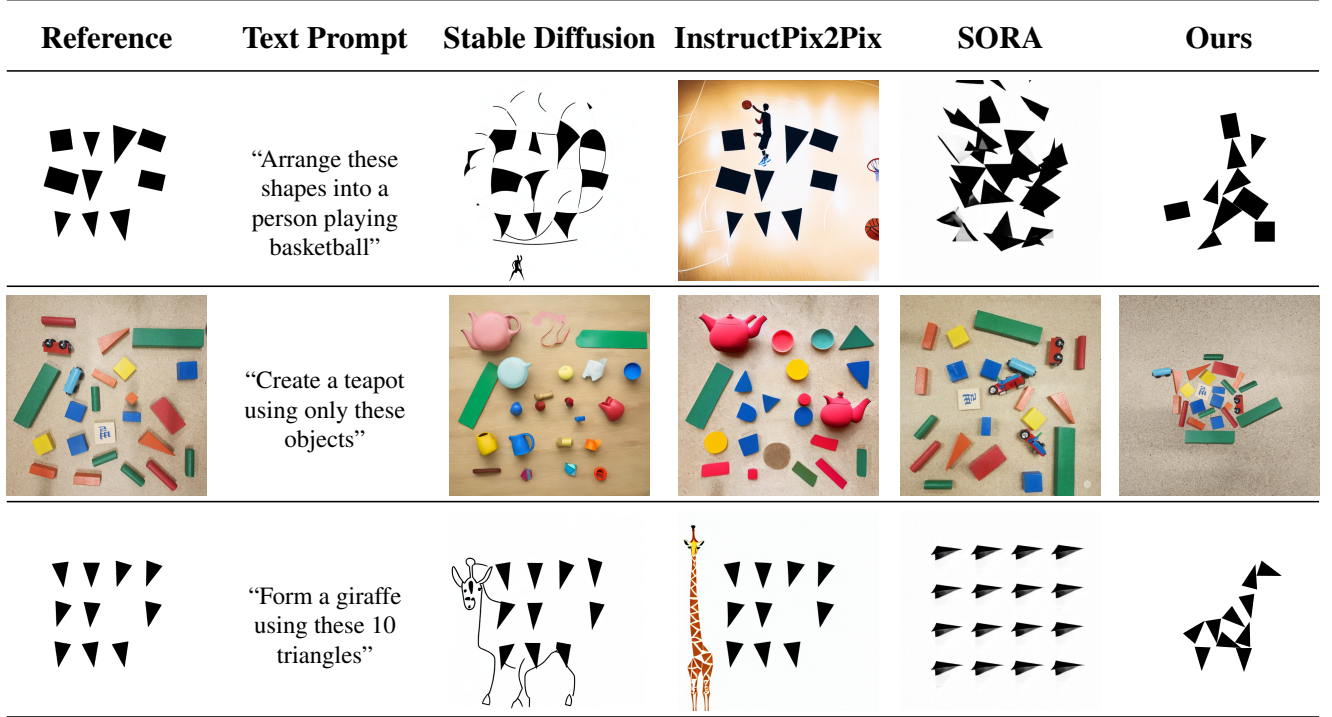 Reference Text Prompt Stable Diffusion InstructPix2Pix SORA Ours
“Arrange these
shapes into a
person playing
basketball”
“Create a teapot
using only these
objects”
“Form a giraffe
using these 10
triangles”